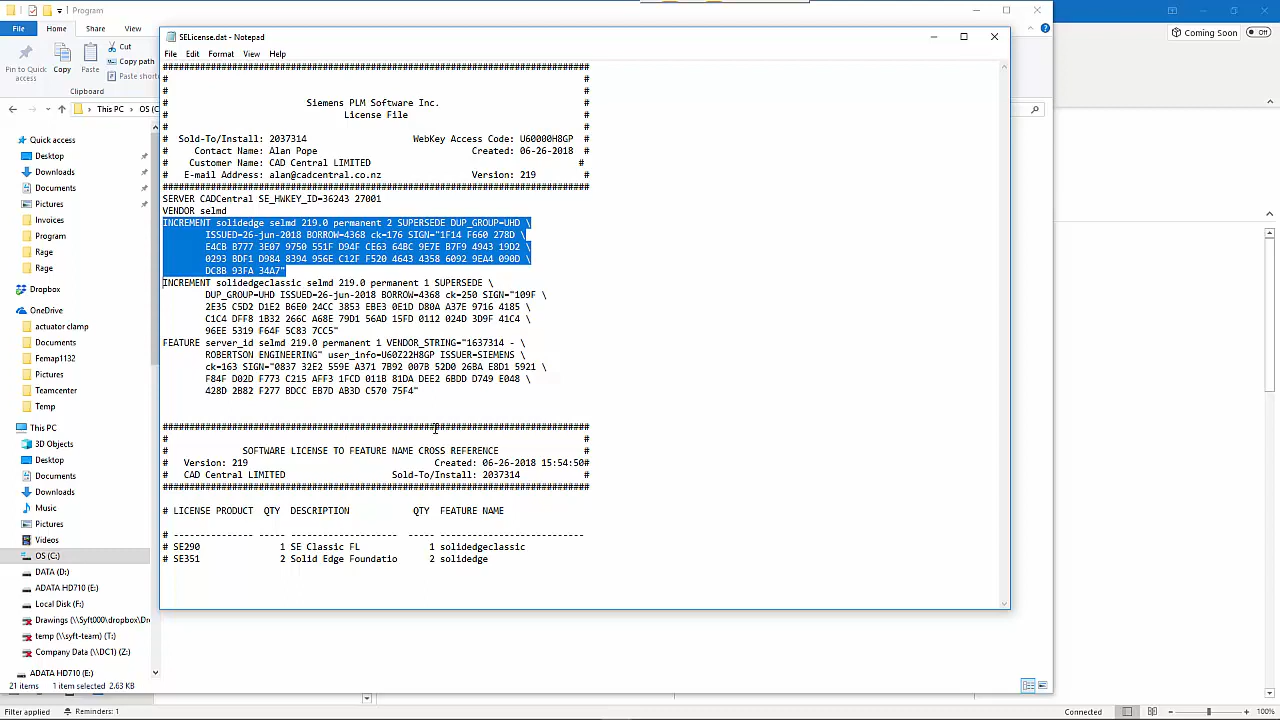 Program
File Home Share View
Coming Soon Off
Pin to Quick access
Copy
Paste
Cut
Copy path
Paste shortc
Clipboard
This PC OS (C:
Quick access
Desktop
Downloads
Documents
Pictures
Invoices
Program
Rage
Rage
Dropbox
OneDrive
actuator clamp
Documents
Femap1132
Pictures
Teamcenter
Temp
This PC
3D Objects
Desktop
Documents
Downloads
Music
Pictures
Videos
OS (C:)
DATA (D:)
ADATA HD710 (E:)
Local Disk (F:)
Drawings (\\Syft000\dropbox\Dr
temp (\\syft-team) (T:)
Company Data (\\DC1) (Z:)
ADATA HD710 (E:)
21 items 1 item selected 2.63 KB
SELicense.dat - Notepad
File Edit Format View Help
################################################################################
# #
# #
# Siemens PLM Software Inc. #
# License File #
# #
# Sold-To/Install: 2037314 WebKey Access Code: U60000H8GP #
# Contact Name: Alan Pope Created: 06-26-2018 #
# Customer Name: CAD Central LIMITED #
# E-mail Address: alan@cadcentral.co.nz Version: 219 #
################################################################################
SERVER CADCentral SE_HWKEY_ID=36243 27001
VENDOR selmd
INCREMENT solidedge selmd 219.0 permanent 2 SUPERSEDE DUP_GROUP=UHD \
ISSUED=26-jun-2018 BORROW=4368 ck=176 SIGN="1F14 F660 278D \
E4CB B777 3E07 9750 551F D94F CE63 64BC 9E7E B7F9 4943 19D2 \
0293 BDF1 D984 8394 956E C12F F520 4643 4358 6092 9EA4 090D \
DC8B 93FA 34A7"
INCREMENT solidedgeclassic selmd 219.0 permanent 1 SUPERSEDE \
DUP_GROUP=UHD ISSUED=26-jun-2018 BORROW=4368 ck=250 SIGN="109F \
2E35 C5D2 D1E2 B6E0 24CC 3853 EBE3 0E1D D80A A37E 9716 4185 \
C1C4 DFF8 1B32 266C A68E 79D1 56AD 15FD 0112 024D 3D9F 41C4 \
96EE 5319 F64F 5C83 7CC5"
FEATURE server_id selmd 219.0 permanent 1 VENDOR_STRING="1637314 - \
ROBERTSON ENGINEERING" user_info=U60Z22H8GP ISSUER=SIEMENS \
ck=163 SIGN="0837 32E2 559E A371 7B92 007B 52D0 26BA E8D1 5921 \
F84F D02D F773 C215 AFF3 1FCD 011B 81DA DEE2 6BDD D749 E048 \
428D 2B82 F277 BDCC EB7D AB3D C570 75F4"
################################################################################
# #
# SOFTWARE LICENSE TO FEATURE NAME CROSS REFERENCE #
# Version: 219 Created: 06-26-2018 15:54:50#
# CAD Central LIMITED Sold-To/Install: 2037314 #
################################################################################
# LICENSE PRODUCT QTY DESCRIPTION QTY FEATURE NAME
# --------------- ----- -------------------- ----- ---------------------------
# SE290 1 SE Classic FL 1 solidedgeclassic
# SE351 2 Solid Edge Foundatio 2 solidedge
Filter applied Reminders: 1 Connected 100%